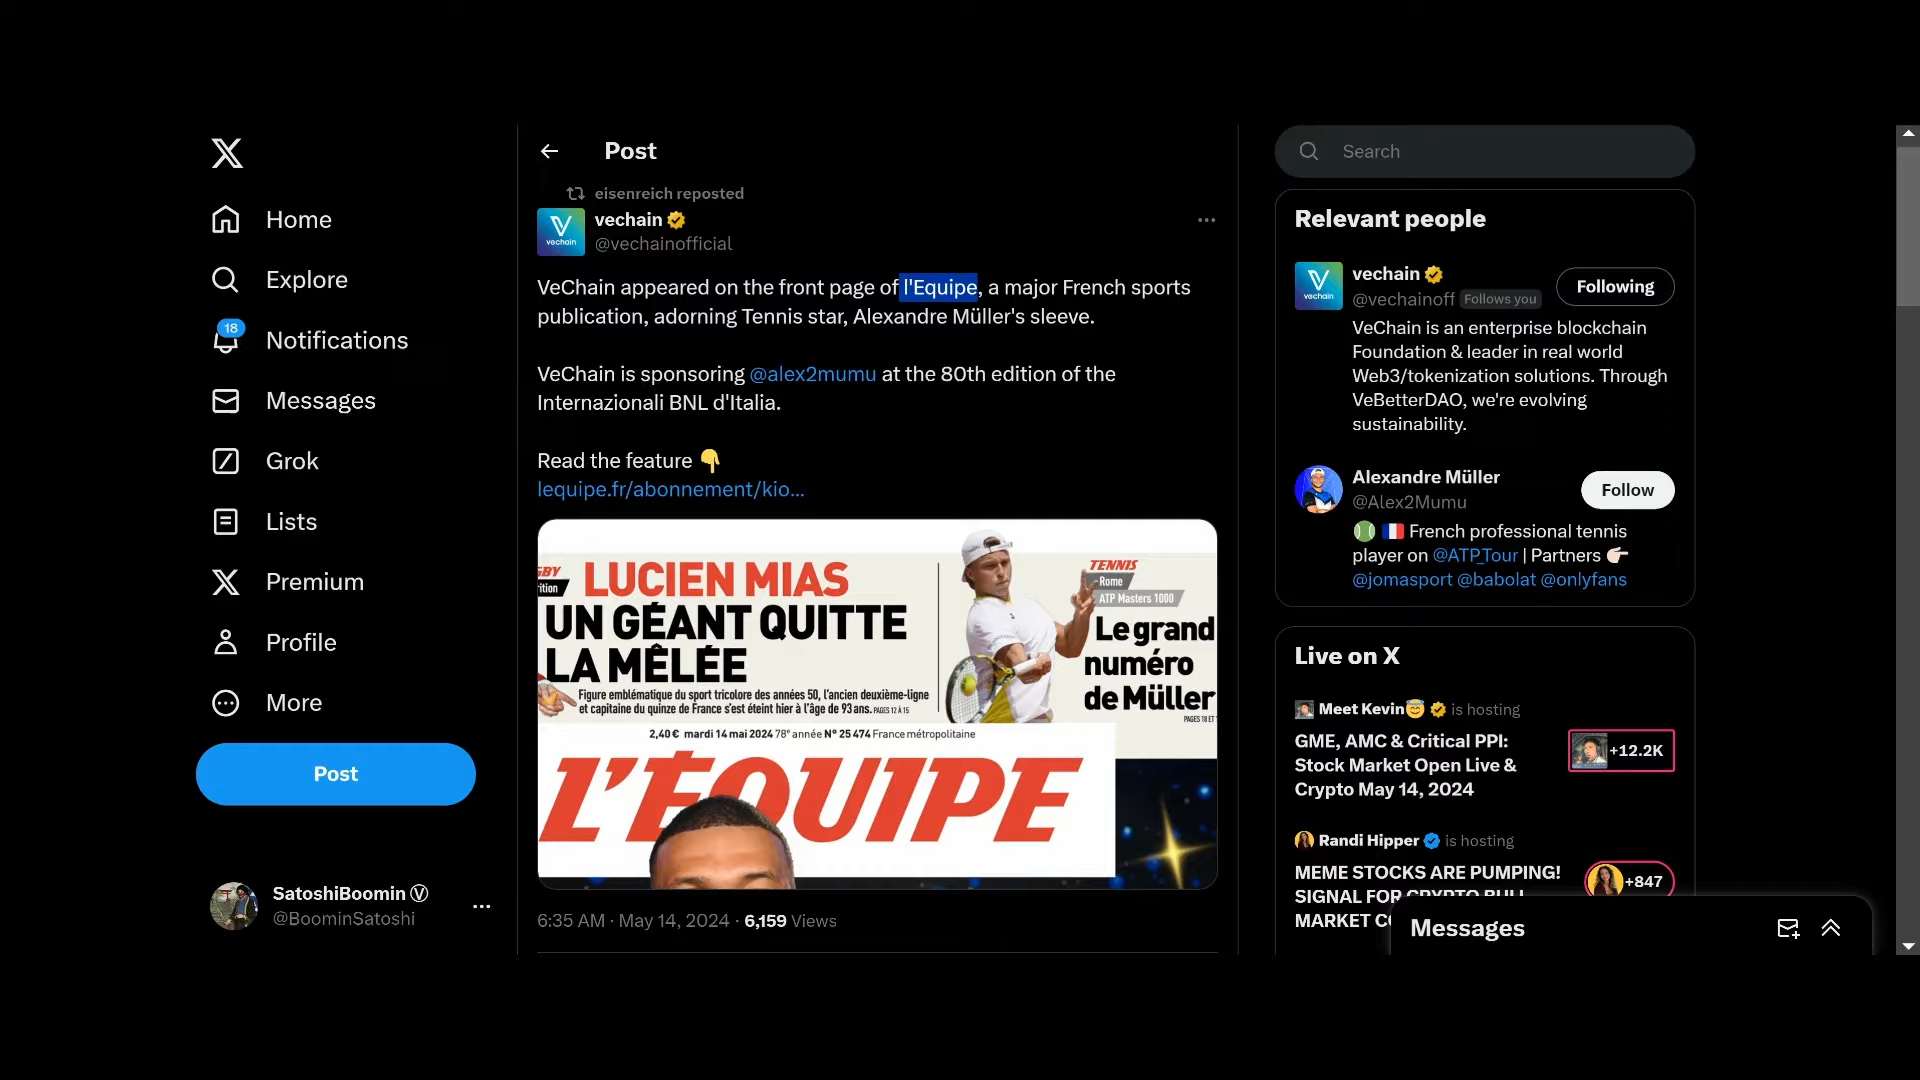 Home
Explore
18
Notifications
Messages
Grok
Lists
Premium
Profile
More
Post
SatoshiBoomin Ⓥ
@BoominSatoshi
Post
eisenreich reposted
vechain
vechain
@vechainofficial
VeChain appeared on the front page of l'Equipe, a major French sports
publication, adorning Tennis star, Alexandre Müller's sleeve.
VeChain is sponsoring @alex2mumu at the 80th edition of the
Internazionali BNL d'Italia.
Read the feature 👇
lequipe.fr/abonnement/kio...
LUCIEN MIAS
UN GÉANT QUITTE
LA MÊLÉE
Figure emblématique du sport tricolore des années 50, l'ancien deuxième-ligne
et capitaine du quinze de France s'est éteint hier à l'âge de 93 ans. PAGES 12 À 15
TENNIS
Rome
ATP Masters 1000
Le grand
numéro
de Müller
PAGES 18 ET
2,40 € mardi 14 mai 2024 78e année N° 25 474 France métropolitaine
L'ÉQUIPE
6:35 AM · May 14, 2024 · 6,159 Views
Search
Relevant people
vechain
vechain
@vechainoff Follows you
Following
VeChain is an enterprise blockchain
Foundation & leader in real world
Web3/tokenization solutions. Through
VeBetterDAO, we're evolving
sustainability.
Alexandre Müller
@Alex2Mumu
Follow
🎾 🇫🇷 French professional tennis
player on @ATP_Tour | Partners 👉🏻
@jomasport @babolat @onlyfans
Live on X
Meet Kevin😇 is hosting
GME, AMC & Critical PPI:
Stock Market Open Live &
Crypto May 14, 2024
+12.2K
Randi Hipper is hosting
MEME STOCKS ARE PUMPING!
SIGNAL FOR CRYPTO BULL
MARKET
+847
Messages